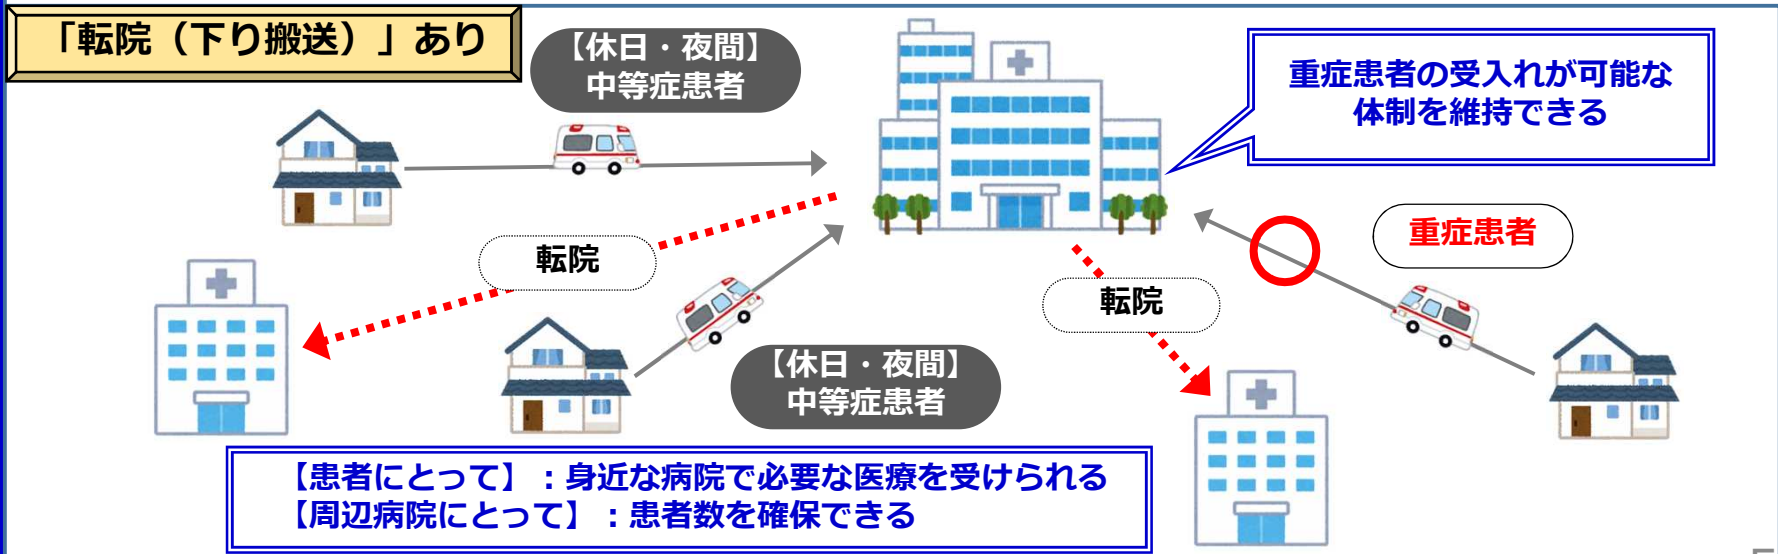 「転院（下り搬送）」あり
【休日・夜間】
中等症患者
重症患者の受入れが可能な
体制を維持できる
重症患者
転院
転院
【休日・夜間】
中等症患者
【患者にとって】：身近な病院で必要な医療を受けられる
【周辺病院にとって】：患者数を確保できる